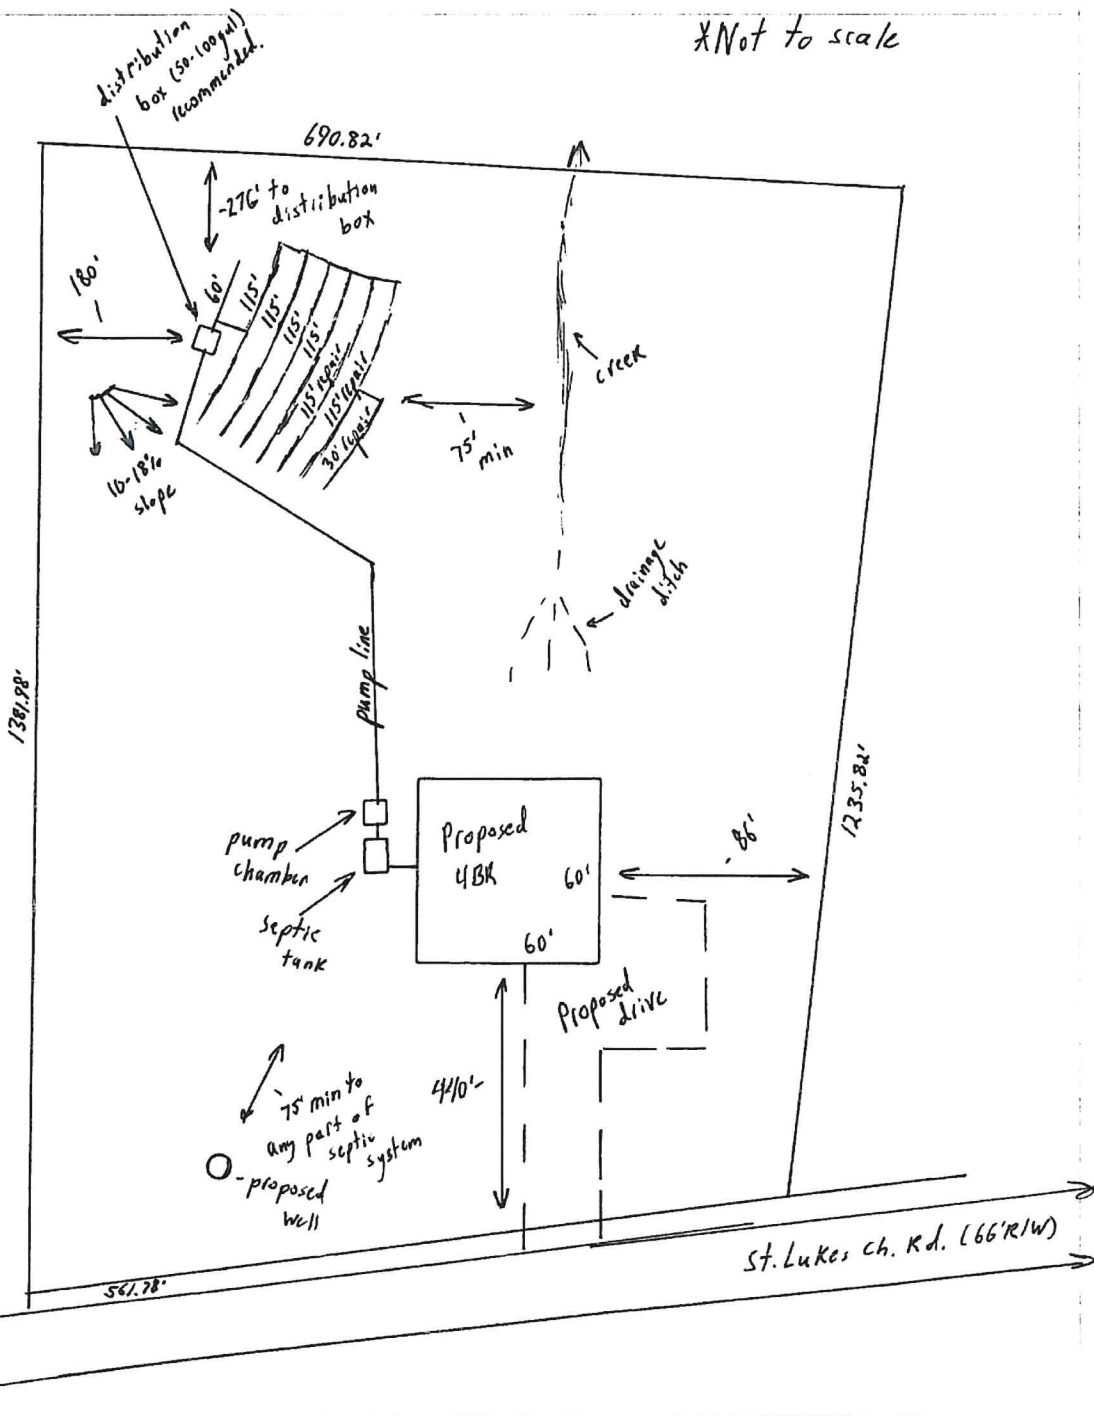 *Not to scale
distribution
box (50-100gal)
recommended.
690.82'
~276' to
distribution
box
180'
~
60'
115'
115'
115'
115'
115' repair
115' repair
30' repair
creek
~
75'
min
10-18%
slope
drainage
ditch
pump line
1381.98'
1235.82'
Proposed
4BR
60'
60'
~86'
pump
chamber
septic
tank
Proposed
drive
440'~
~75' min to
any part of
septic
system
-proposed
well
561.78'
St. Lukes Ch. Rd. (66'R/W)